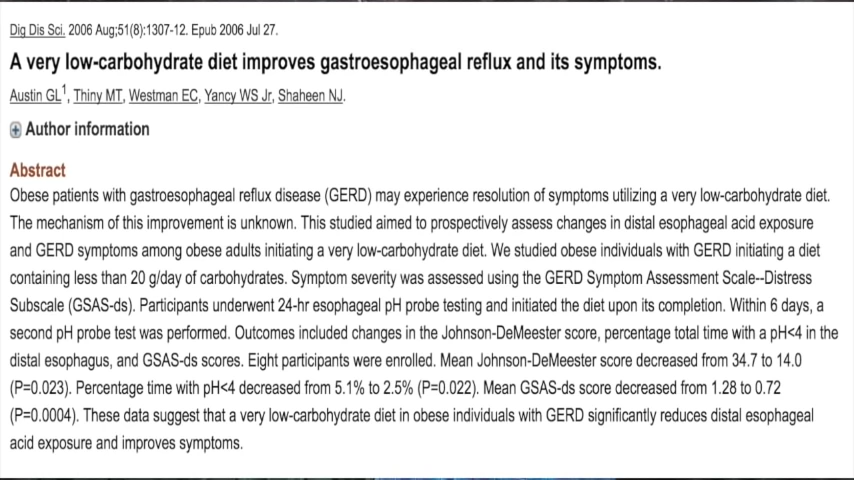 Dig Dis Sci. 2006 Aug;51(8):1307-12. Epub 2006 Jul 27.
A very low-carbohydrate diet improves gastroesophageal reflux and its symptoms.
Austin GL1, Thiny MT, Westman EC, Yancy WS Jr, Shaheen NJ.
Author information
Abstract
Obese patients with gastroesophageal reflux disease (GERD) may experience resolution of symptoms utilizing a very low-carbohydrate diet.
The mechanism of this improvement is unknown. This studied aimed to prospectively assess changes in distal esophageal acid exposure
and GERD symptoms among obese adults initiating a very low-carbohydrate diet. We studied obese individuals with GERD initiating a diet
containing less than 20 g/day of carbohydrates. Symptom severity was assessed using the GERD Symptom Assessment Scale--Distress
Subscale (GSAS-ds). Participants underwent 24-hr esophageal pH probe testing and initiated the diet upon its completion. Within 6 days, a
second pH probe test was performed. Outcomes included changes in the Johnson-DeMeester score, percentage total time with a pH<4 in the
distal esophagus, and GSAS-ds scores. Eight participants were enrolled. Mean Johnson-DeMeester score decreased from 34.7 to 14.0
(P=0.023). Percentage time with pH<4 decreased from 5.1% to 2.5% (P=0.022). Mean GSAS-ds score decreased from 1.28 to 0.72
(P=0.0004). These data suggest that a very low-carbohydrate diet in obese individuals with GERD significantly reduces distal esophageal
acid exposure and improves symptoms.